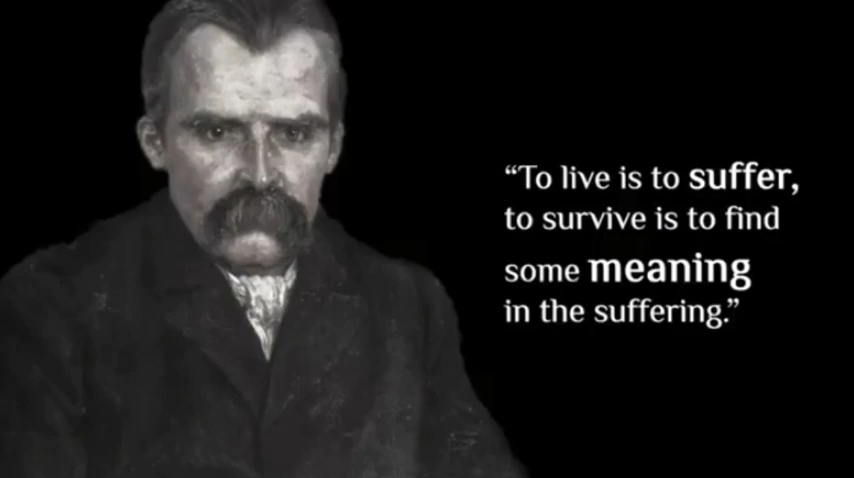 “To live is to suffer,
to survive is to find
some meaning
in the suffering.”